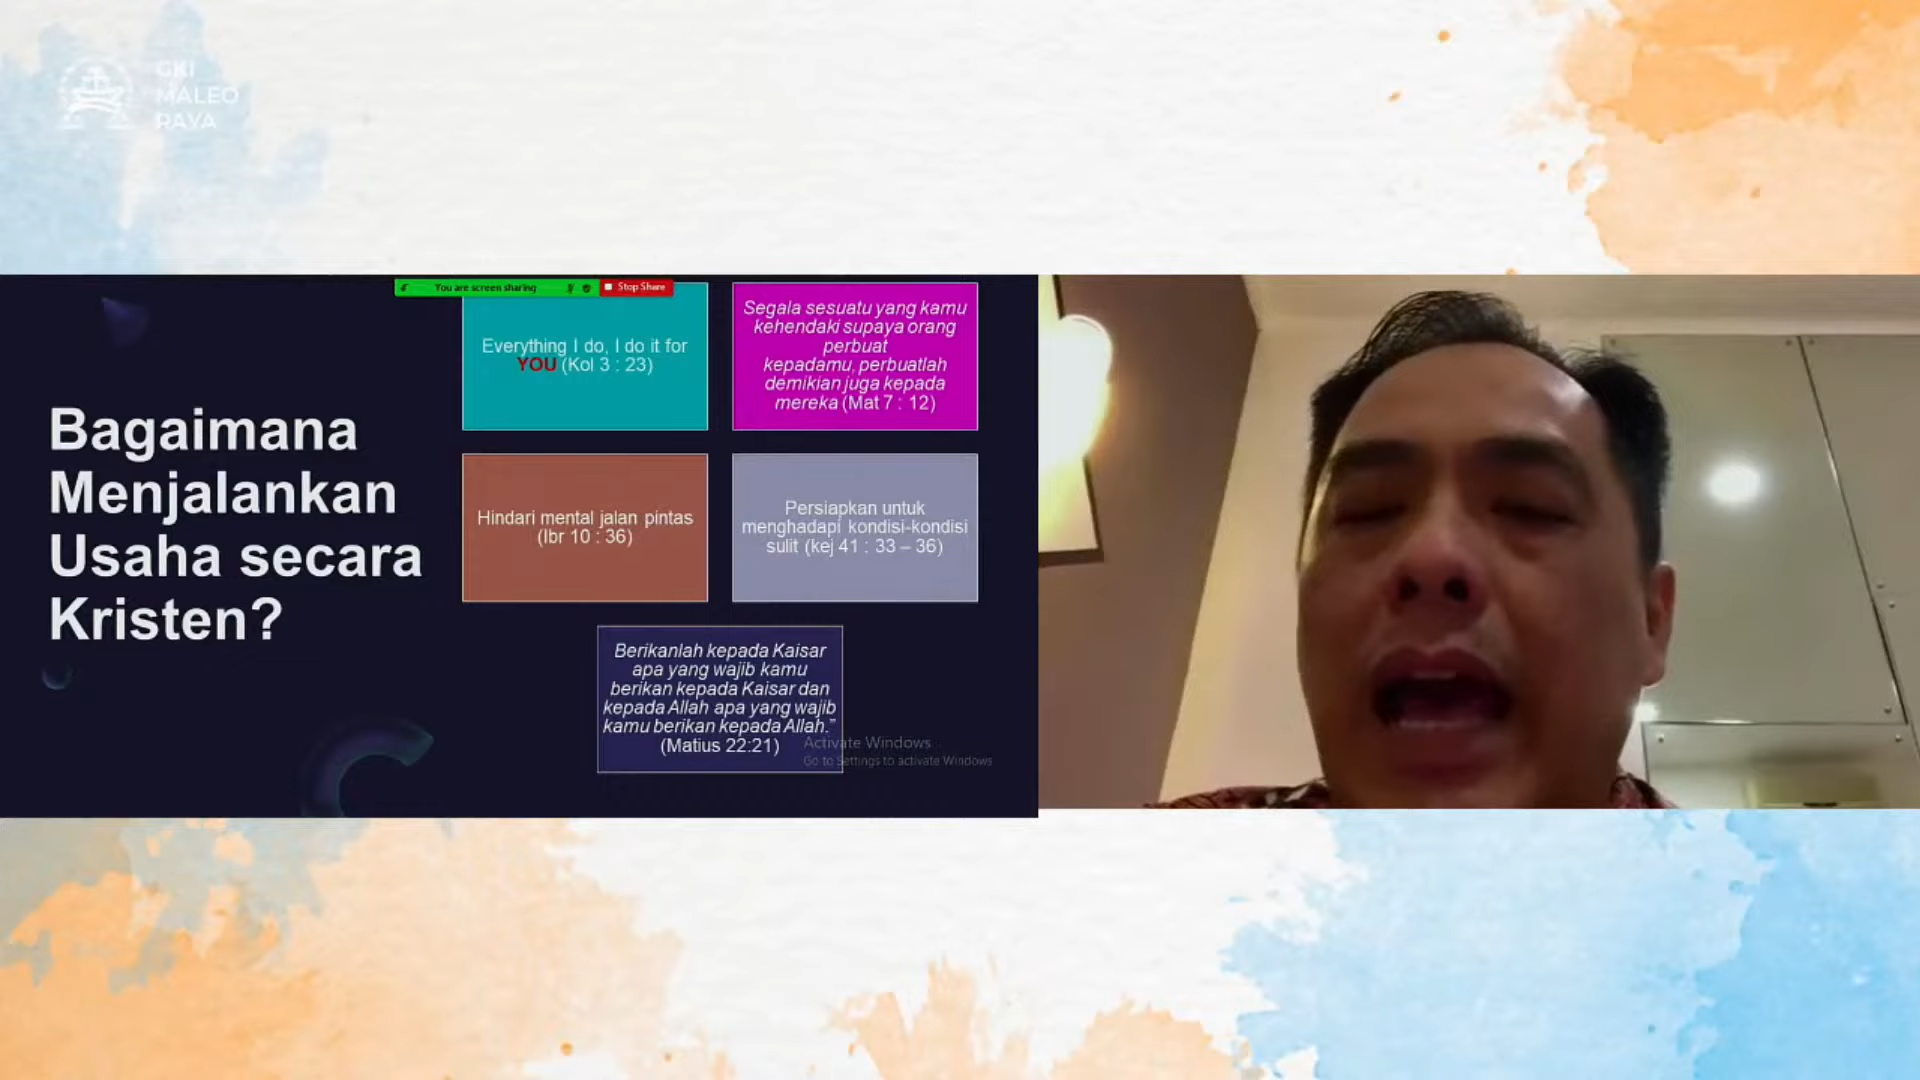 GKI
MALEO
RAYA
You are screen sharing
Stop Share
Bagaimana
Menjalankan
Usaha secara
Kristen?
Everything I do, I do it for
YOU (Kol 3 : 23)
Segala sesuatu yang kamu
kehendaki supaya orang
perbuat
kepadamu, perbuatlah
demikian juga kepada
mereka (Mat 7 : 12)
Hindari mental jalan pintas
(Ibr 10 : 36)
Persiapkan untuk
menghadapi kondisi-kondisi
sulit (kej 41 : 33 – 36)
Berikanlah kepada Kaisar
apa yang wajib kamu
berikan kepada Kaisar dan
kepada Allah apa yang wajib
kamu berikan kepada Allah.”
(Matius 22:21)
Activate Windows
Go to Settings to activate Windows